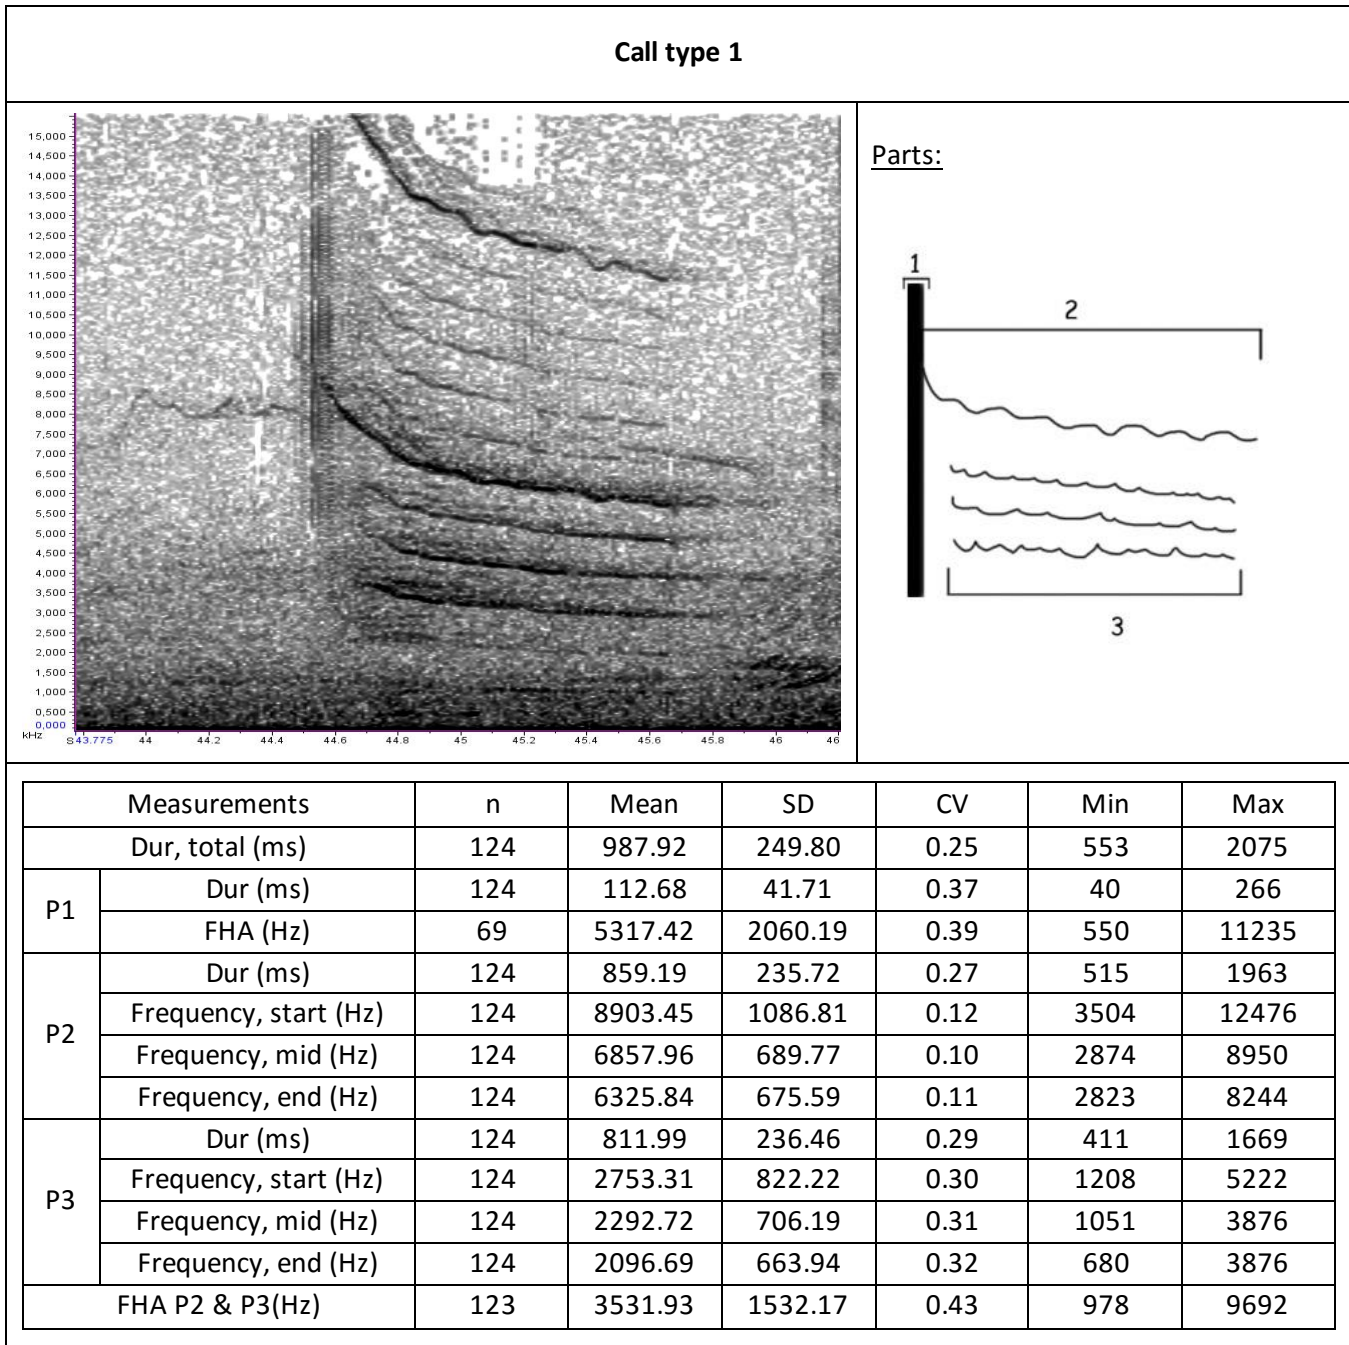 Call type 1
15,000
14,500
14,000
13,500
13,000
12,500
12,000
11,500
11,000
10,500
10,000
9,500
9,000
8,500
8,000
7,500
7,000
6,500
6,000
5,500
5,000
4,500
4,000
3,500
3,000
2,500
2,000
1,500
1,000
0,500
0,000
kHz
S 43.775 44 44.2 44.4 44.6 44.8 45 45.2 45.4 45.6 45.8 46 46
Parts:
1
2
3
Measurements n Mean SD CV Min Max
Dur, total (ms) 124 987.92 249.80 0.25 553 2075
P1 Dur (ms) 124 112.68 41.71 0.37 40 266
FHA (Hz) 69 5317.42 2060.19 0.39 550 11235
P2 Dur (ms) 124 859.19 235.72 0.27 515 1963
Frequency, start (Hz) 124 8903.45 1086.81 0.12 3504 12476
Frequency, mid (Hz) 124 6857.96 689.77 0.10 2874 8950
Frequency, end (Hz) 124 6325.84 675.59 0.11 2823 8244
P3 Dur (ms) 124 811.99 236.46 0.29 411 1669
Frequency, start (Hz) 124 2753.31 822.22 0.30 1208 5222
Frequency, mid (Hz) 124 2292.72 706.19 0.31 1051 3876
Frequency, end (Hz) 124 2096.69 663.94 0.32 680 3876
FHA P2 & P3(Hz) 123 3531.93 1532.17 0.43 978 9692